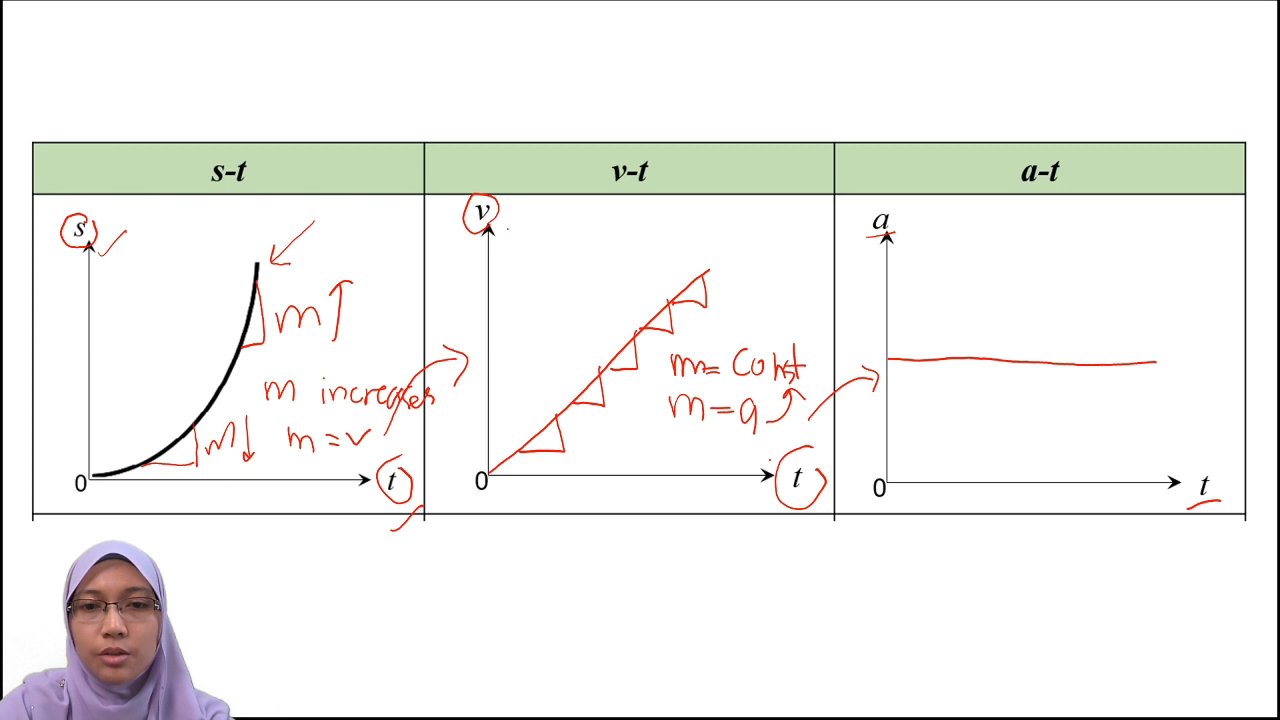 s-t
v-t
a-t
s
m↑
m increases
m↓
m = v
0
t
v
m = const
m = a
0
t
a
0
t